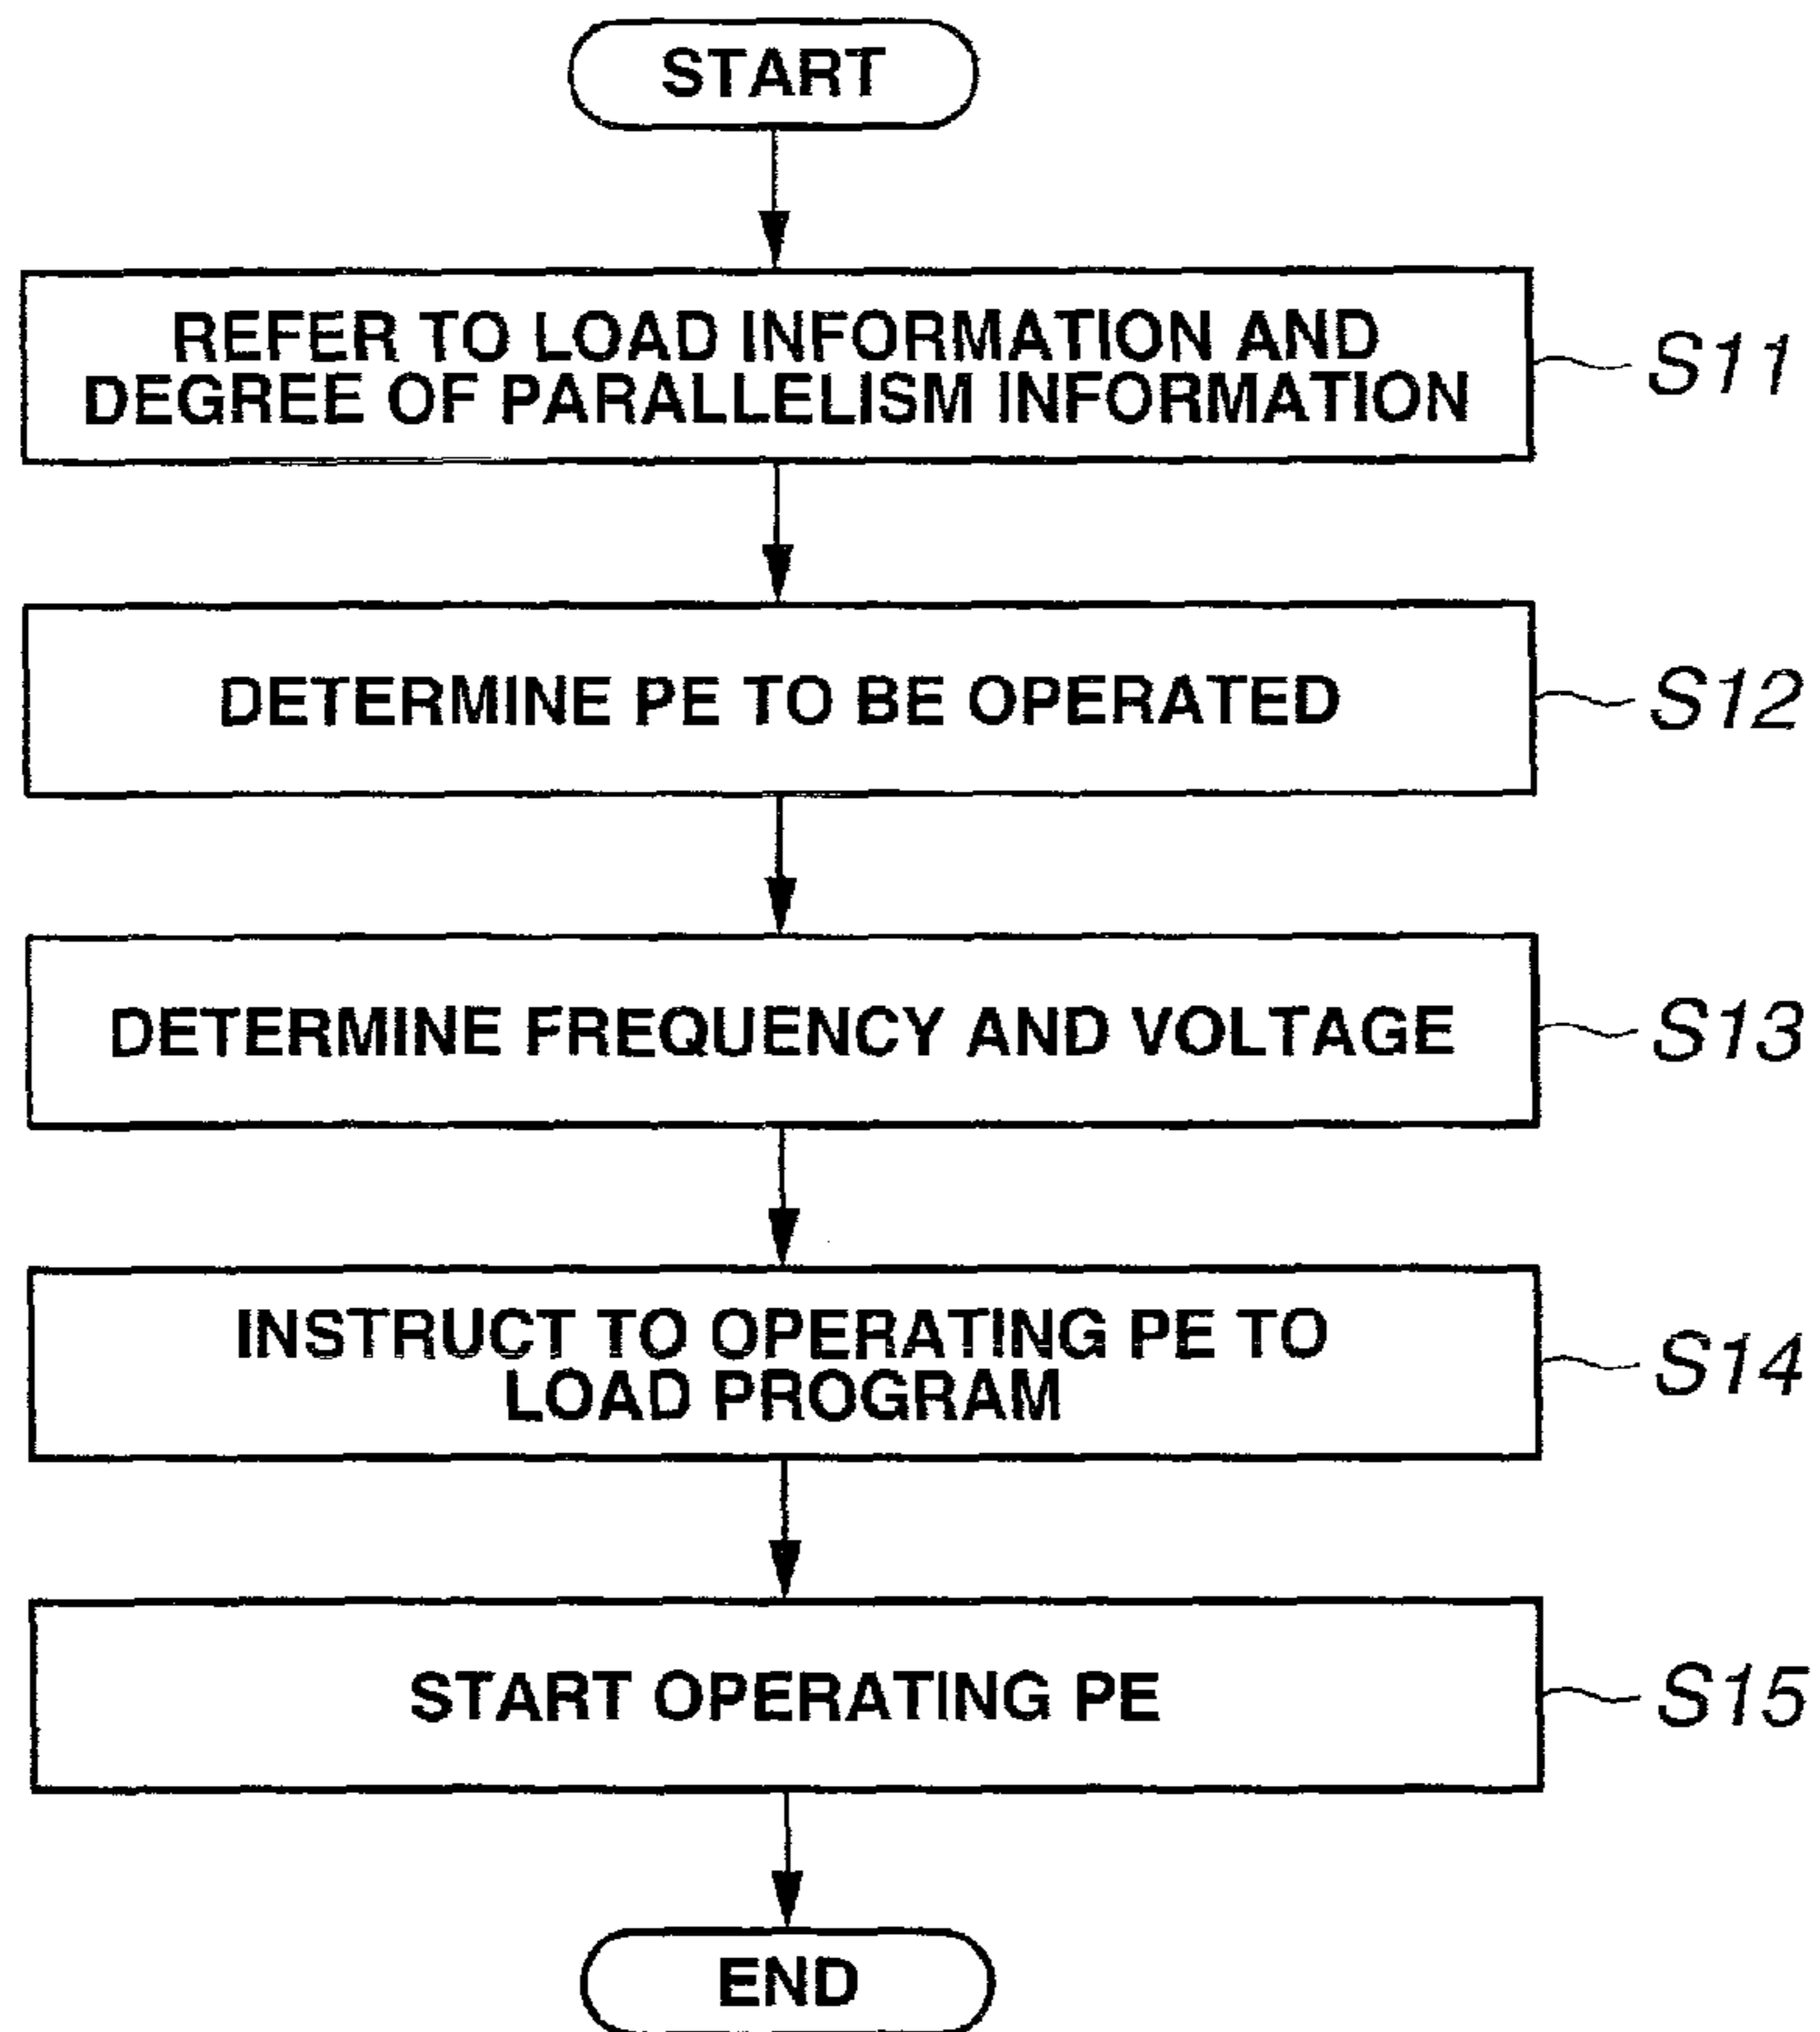 START
REFER TO LOAD INFORMATION AND
DEGREE OF PARALLELISM INFORMATION
S11
DETERMINE PE TO BE OPERATED
S12
DETERMINE FREQUENCY AND VOLTAGE
S13
INSTRUCT TO OPERATING PE TO
LOAD PROGRAM
S14
START OPERATING PE
S15
END